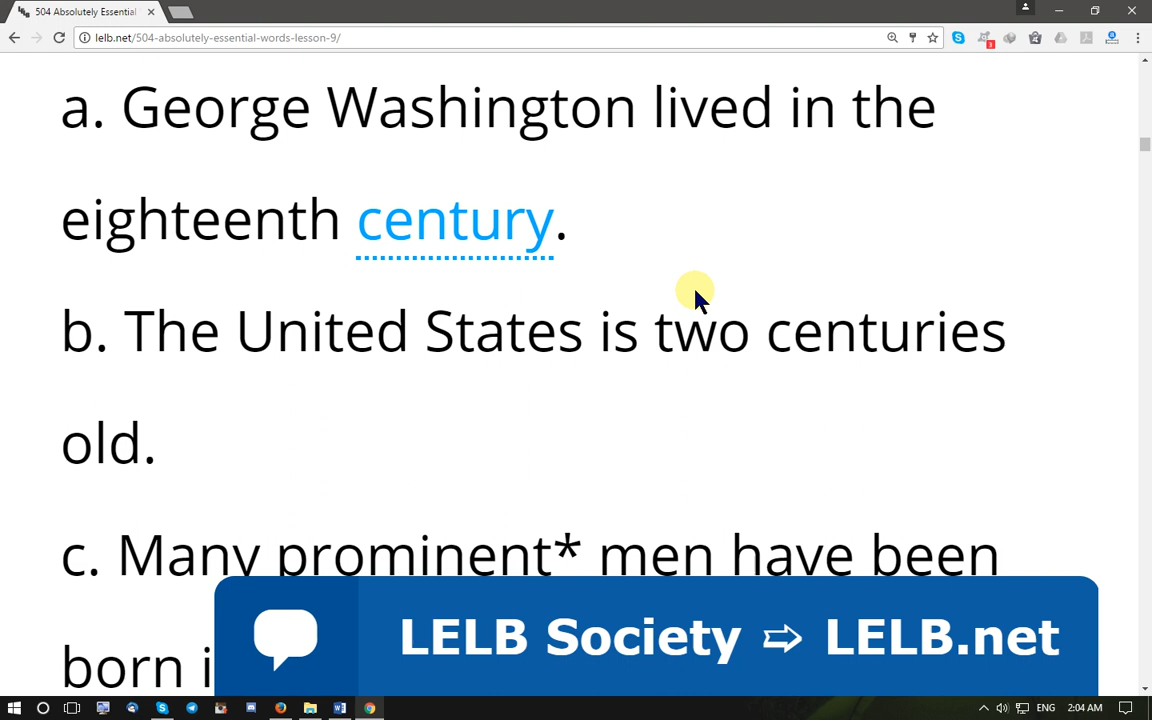 504 Absolutely Essential
lelb.net/504-absolutely-essential-words-lesson-9/
a. George Washington lived in the
eighteenth century.
b. The United States is two centuries
old.
c. Many prominent* men have been
born i
LELB Society ⇨ LELB.net
ENG 2:04 AM